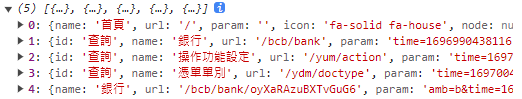 (5) [{…}, {…}, {…}, {…}, {…}]
0: {name: '首頁', url: '/', param: '', icon: 'fa-solid fa-house', node: nu
1: {id: '查詢', name: '銀行', url: '/bcb/bank', param: 'time=1696990438116
2: {id: '查詢', name: '操作功能設定', url: '/yum/action', param: 'time=
3: {id: '查詢', name: '憑單單別', url: '/ydm/doctype', param: 'time=1697004
4: {name: '銀行', url: '/bcb/bank/oyXaRAzuBXTvGuG6', param: 'amb=b&time=16